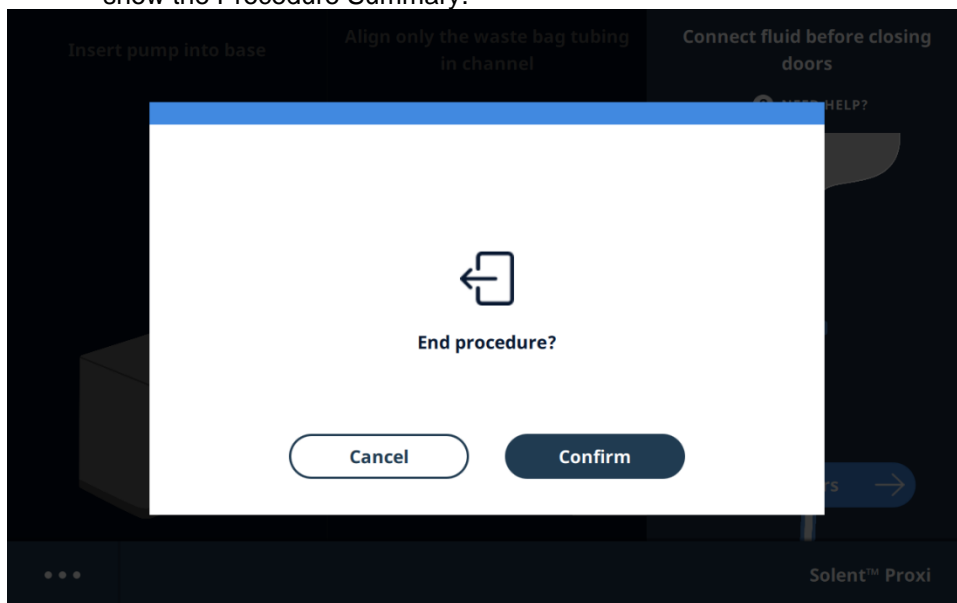 show the Procedure Summary.
Insert pump into base
Align only the waste bag tubing
in channel
Connect fluid before closing
doors
HELP?
End procedure?
Cancel
Confirm
Solent™ Proxi